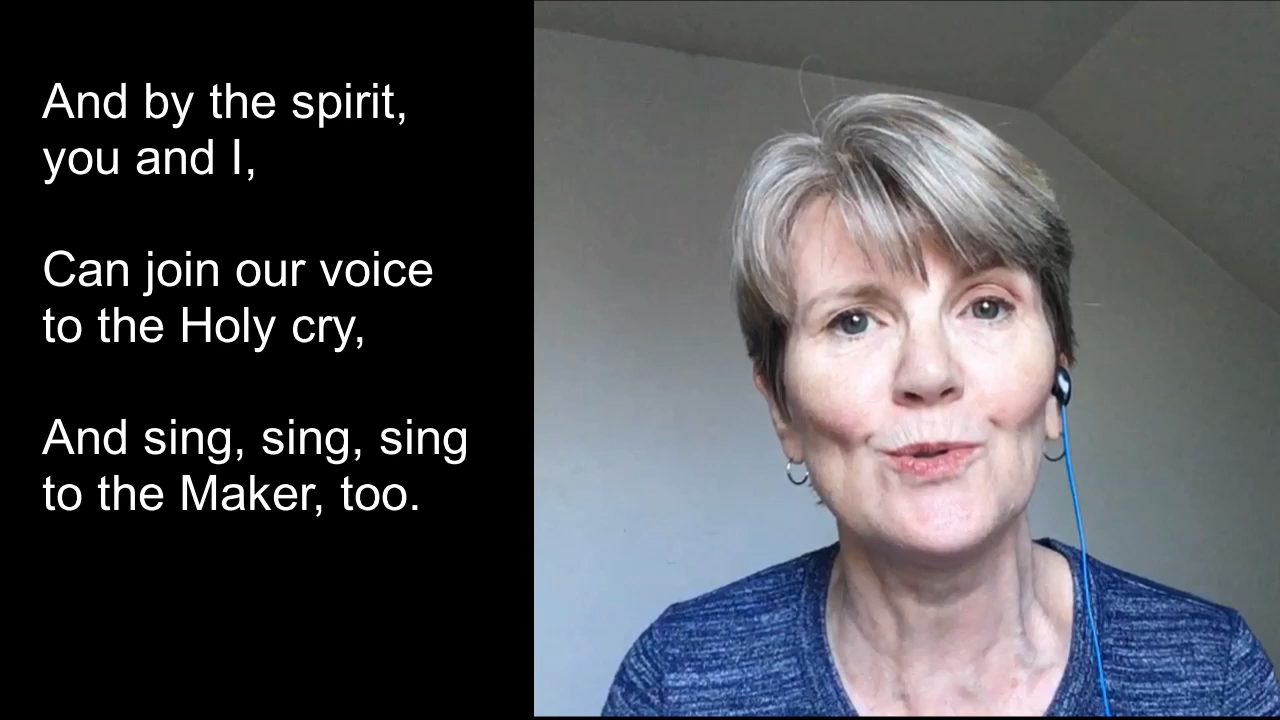 And by the spirit,
you and I,
Can join our voice
to the Holy cry,
And sing, sing, sing
to the Maker, too.